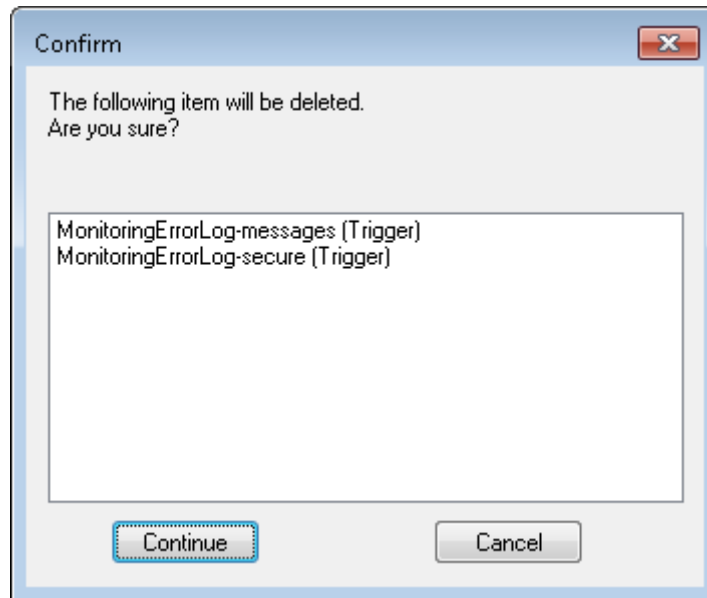 Confirm
The following item will be deleted.
Are you sure?
MonitoringErrorLog-messages (Trigger)
MonitoringErrorLog-secure (Trigger)
Continue
Cancel